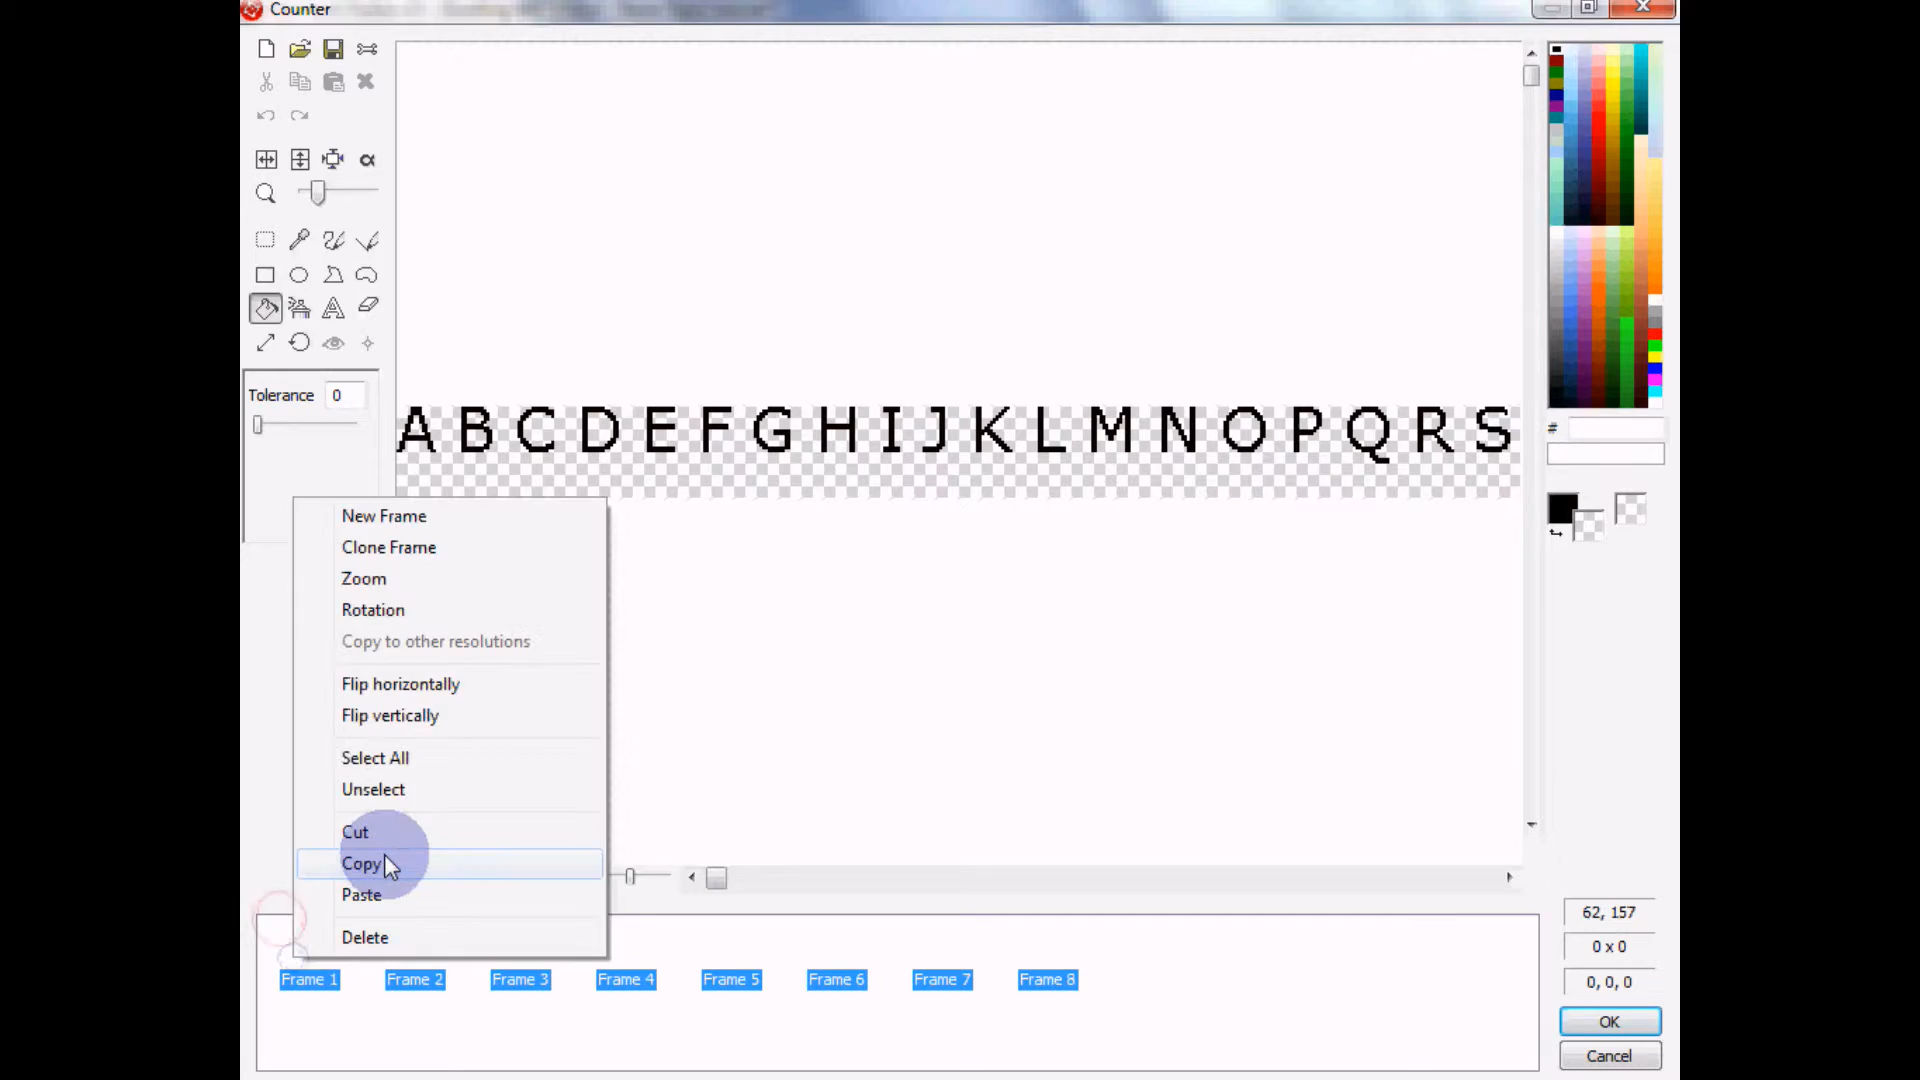 Counter
Tolerance 0
ABCDEFGHIJKLMNOPQRS
#
New Frame
Clone Frame
Zoom
Rotation
Copy to other resolutions
Flip horizontally
Flip vertically
Select All
Unselect
Cut
Copy
Paste
Delete
Frame 1 Frame 2 Frame 3 Frame 4 Frame 5 Frame 6 Frame 7 Frame 8
62, 157
0 x 0
0, 0, 0
OK
Cancel